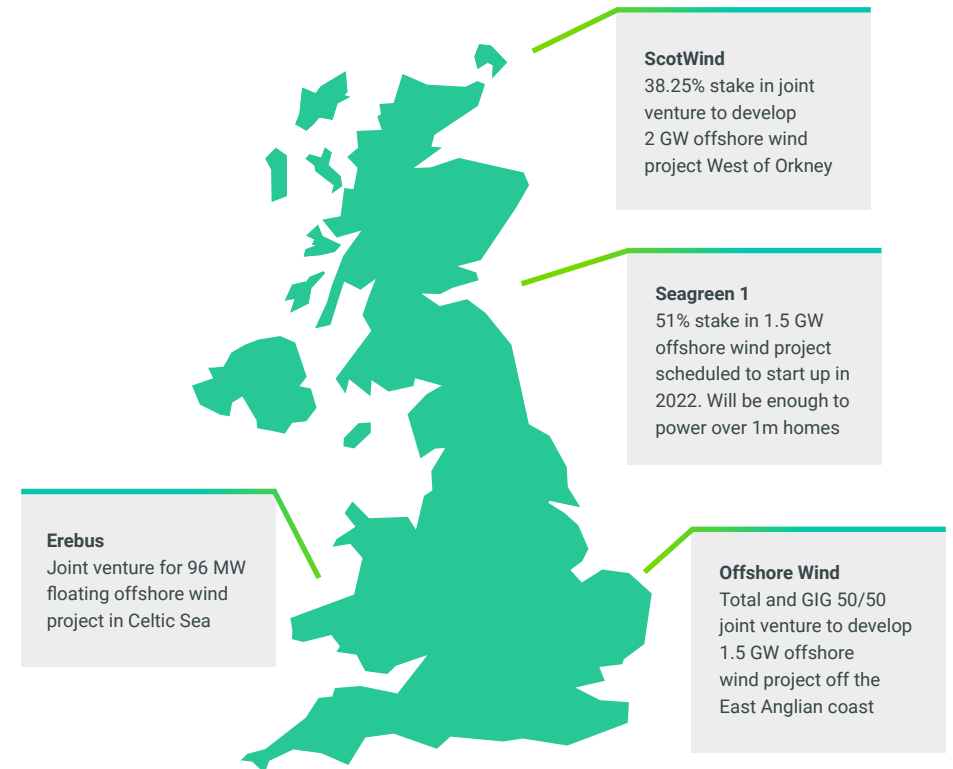 ScotWind
38.25% stake in joint
venture to develop
2 GW offshore wind
project West of Orkney
Seagreen 1
51% stake in 1.5 GW
offshore wind project
scheduled to start up in
2022. Will be enough to
power over 1m homes
Erebus
Joint venture for 96 MW
floating offshore wind
project in Celtic Sea
Offshore Wind
Total and GIG 50/50
joint venture to develop
1.5 GW offshore
wind project off the
East Anglian coast